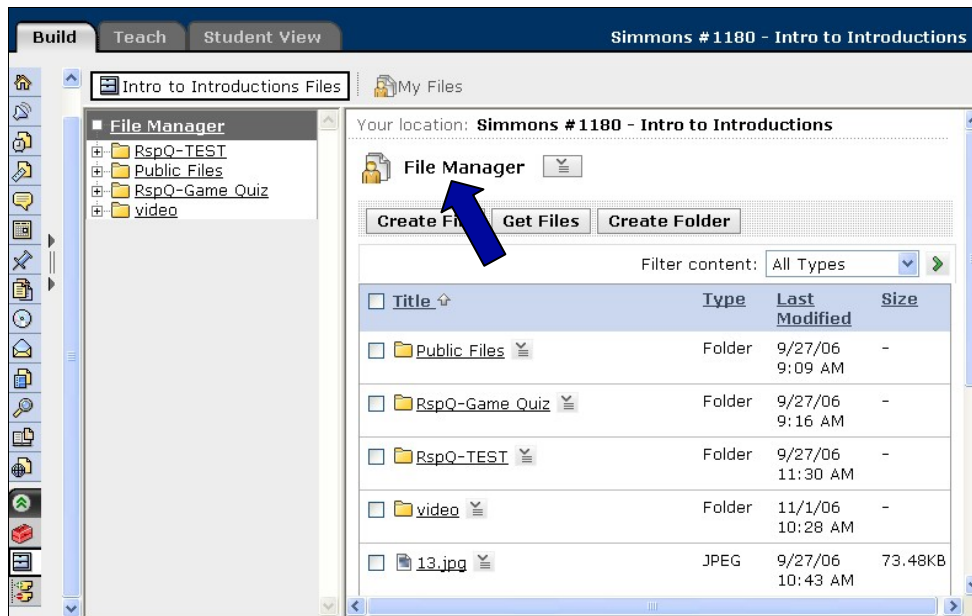 Build Teach Student View Simmons #1180 - Intro to Introductions
Intro to Introductions Files My Files
File Manager
RspQ-TEST
Public Files
RspQ-Game Quiz
video
Your location: Simmons #1180 - Intro to Introductions
File Manager
Create Get Files Create Folder
Filter content: All Types
Title Type Last Modified Size
Public Files Folder 9/27/06 -
9:09 AM
RspQ-Game Quiz Folder 9/27/06 -
9:16 AM
RspQ-TEST Folder 9/27/06 -
11:30 AM
video Folder 11/1/06 -
10:28 AM
13.jpg JPEG 9/27/06 73.48KB
10:43 AM